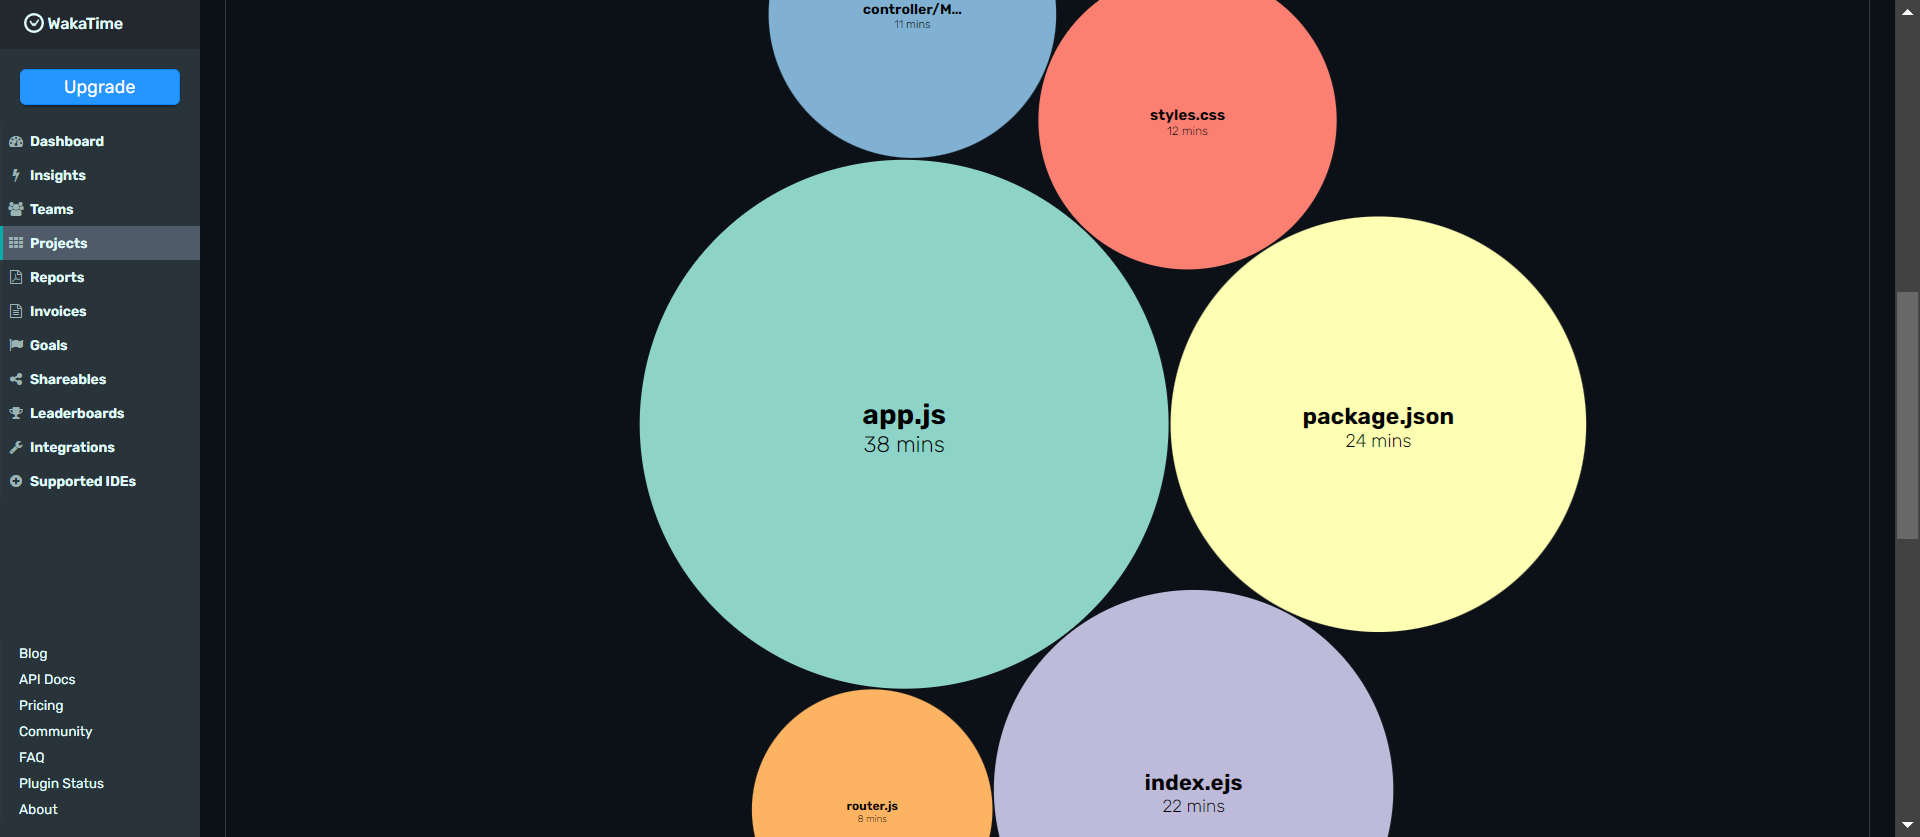 WakaTime
Upgrade
Dashboard
Insights
Teams
Projects
Reports
Invoices
Goals
Shareables
Leaderboards
Integrations
Supported IDEs
Blog
API Docs
Pricing
Community
FAQ
Plugin Status
About
controller/M...
11 mins
styles.css
12 mins
app.js
38 mins
package.json
24 mins
index.ejs
22 mins
router.js
8 mins